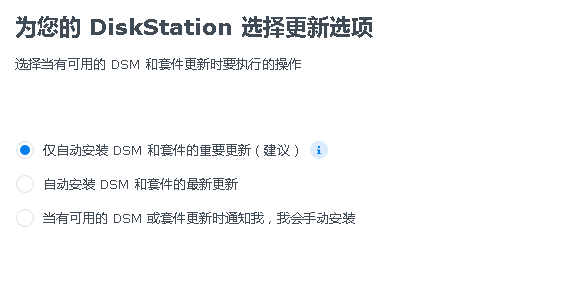 为您的 DiskStation 选择更新选项
选择当有可用的 DSM 和套件更新时要执行的操作
仅自动安装 DSM 和套件的重要更新 ( 建议 ) i
自动安装 DSM 和套件的最新更新
当有可用的 DSM 或套件更新时通知我，我会手动安装